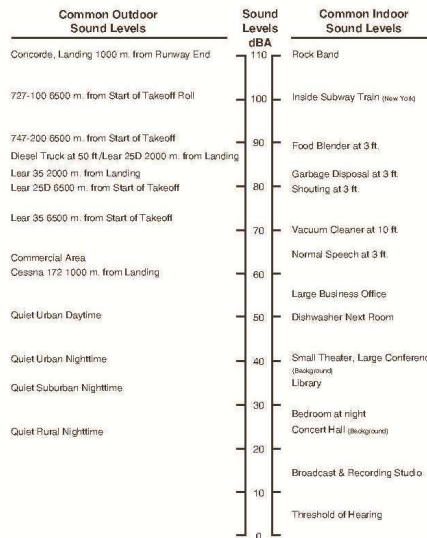 Common Outdoor
Sound Levels
Sound
Levels
dBA
Common Indoor
Sound Levels
Concorde, Landing 1000 m. from Runway End
110
Rock Band
727-100 6500 m. from Start of Takeoff Roll
100
Inside Subway Train (New York)
747-200 6500 m. from Start of Takeoff
90
Food Blender at 3 ft.
Diesel Truck at 50 ft/Lear 25D 2000 m. from Landing
Lear 35 2000 m. from Landing
Garbage Disposal at 3 ft.
Lear 25D 6500 m. from Start of Takeoff
80
Shouting at 3 ft.
Lear 35 6500 m. from Start of Takeoff
70
Vacuum Cleaner at 10 ft.
Commercial Area
Normal Speech at 3 ft.
Cessna 172 1000 m. from Landing
60
Large Business Office
Quiet Urban Daytime
50
Dishwasher Next Room
Quiet Urban Nighttime
40
Small Theater, Large Conference
(Background)
Quiet Suburban Nighttime
Library
30
Bedroom at night
Quiet Rural Nighttime
Concert Hall (Background)
20
Broadcast & Recording Studio
10
Threshold of Hearing
0